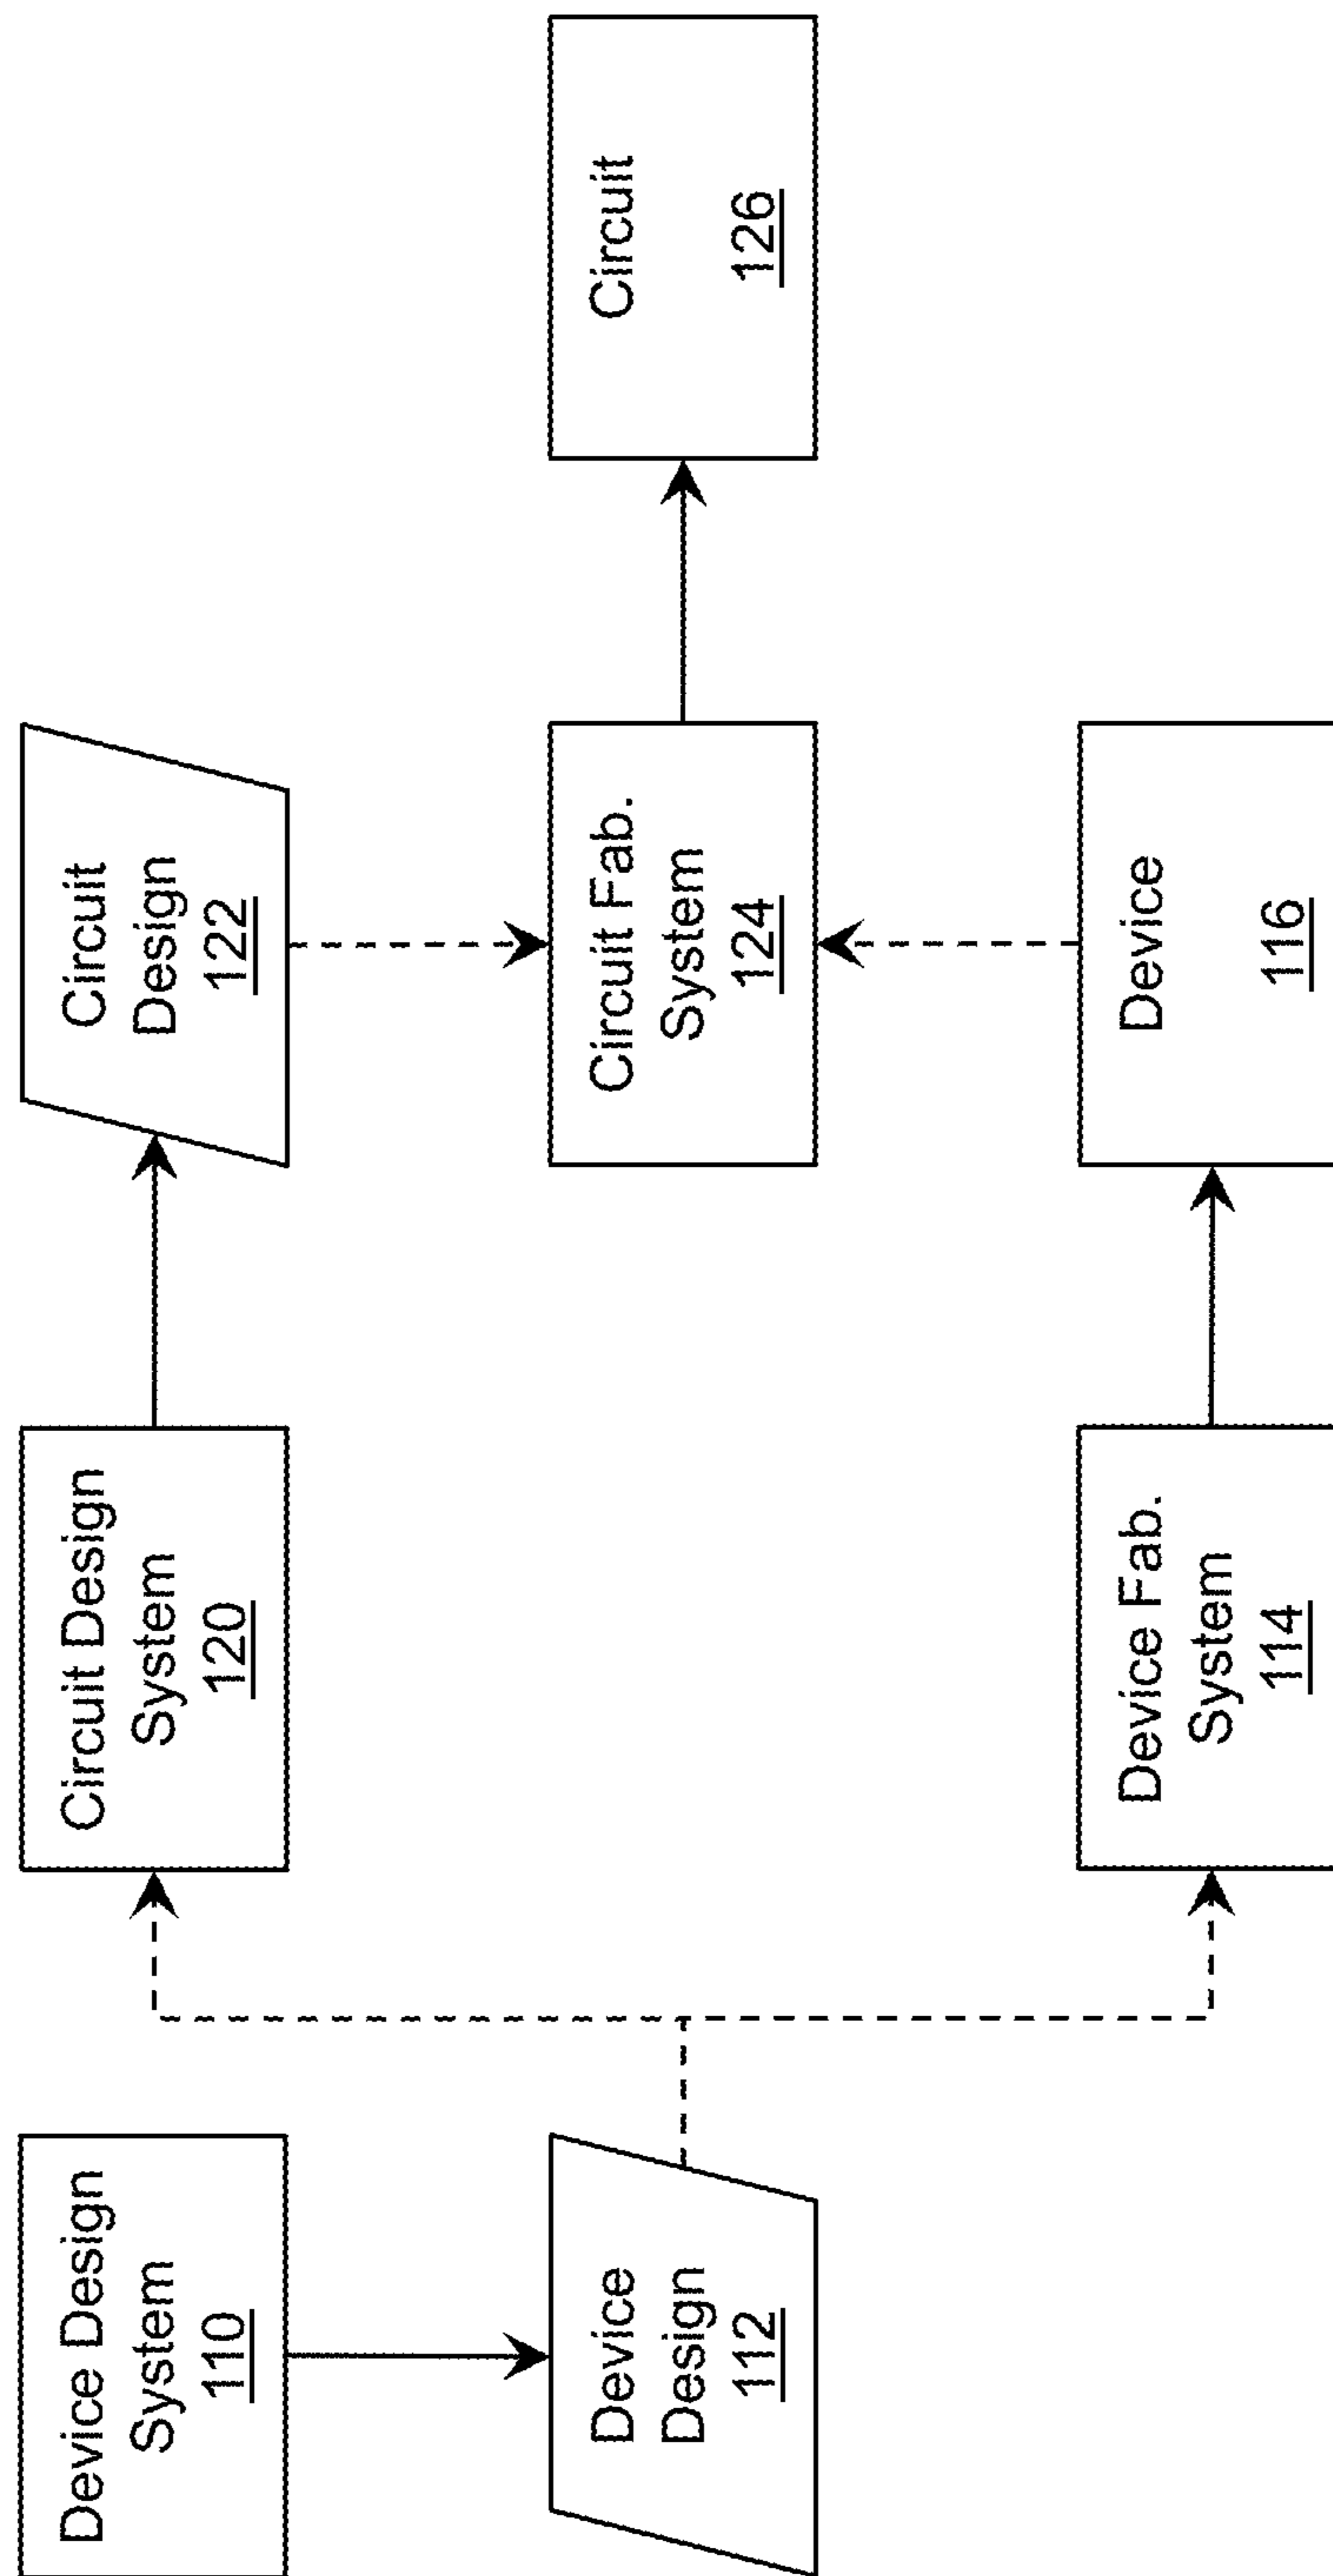 Device Design
System
110
Device
Design
112
Circuit Design
System
120
Device Fab.
System
114
Circuit
Design
122
Circuit Fab.
System
124
Device
116
Circuit
126